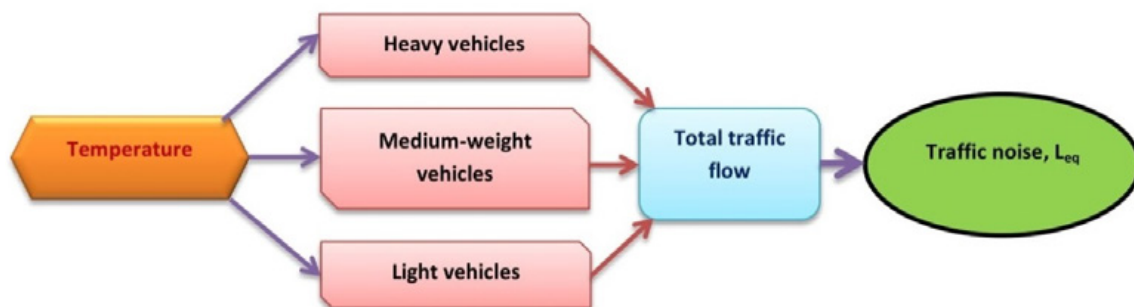 Heavy vehicles
Temperature
Medium-weight
vehicles
Total traffic
flow
Traffic noise, Leq
Light vehicles